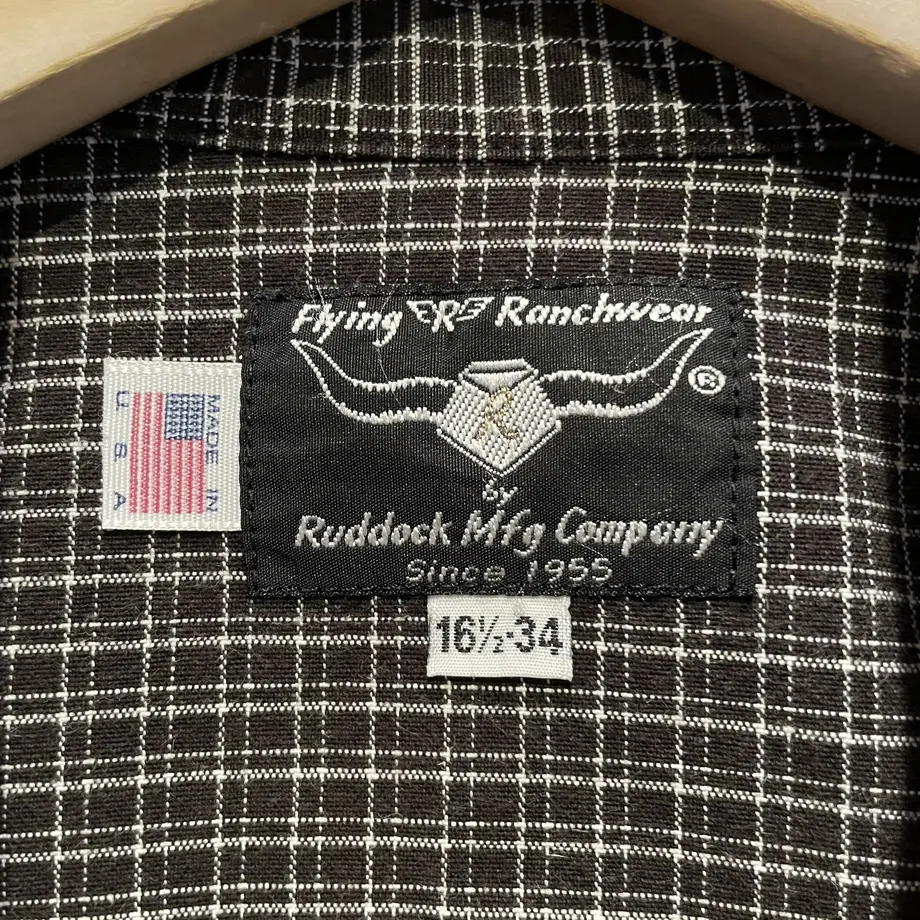 Flying R Ranchwear
®
R
By
Ruddock Mfg Company
Since 1955
MADE IN
U S A
16½-34